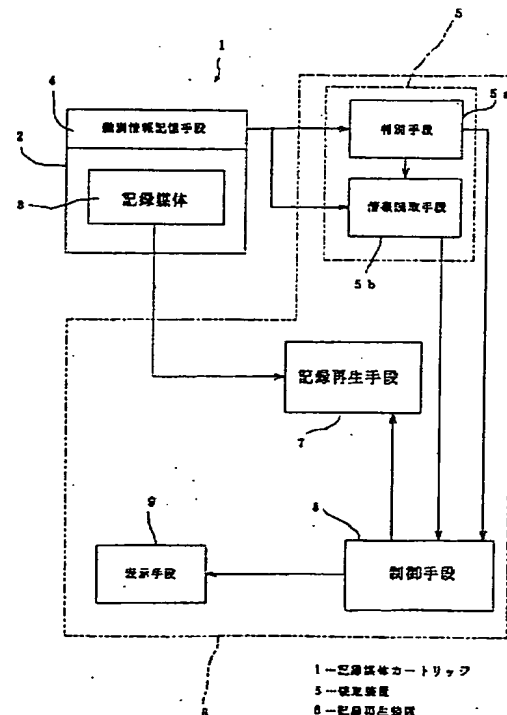 1
5
4
5a
識別情報記憶手段
判別手段
2
3
記録媒体
情報読取手段
5b
記録再生手段
7
9
8
表示手段
制御手段
1―記録媒体カートリッジ
5―読取装置
6―記録再生装置
6